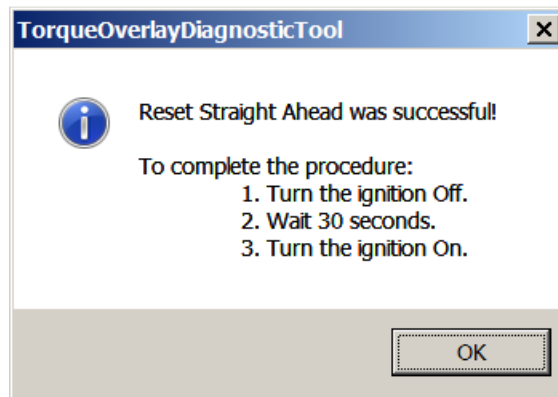 TorqueOverlayDiagnosticTool
Reset Straight Ahead was successful!
To complete the procedure:
1. Turn the ignition Off.
2. Wait 30 seconds.
3. Turn the ignition On.
OK